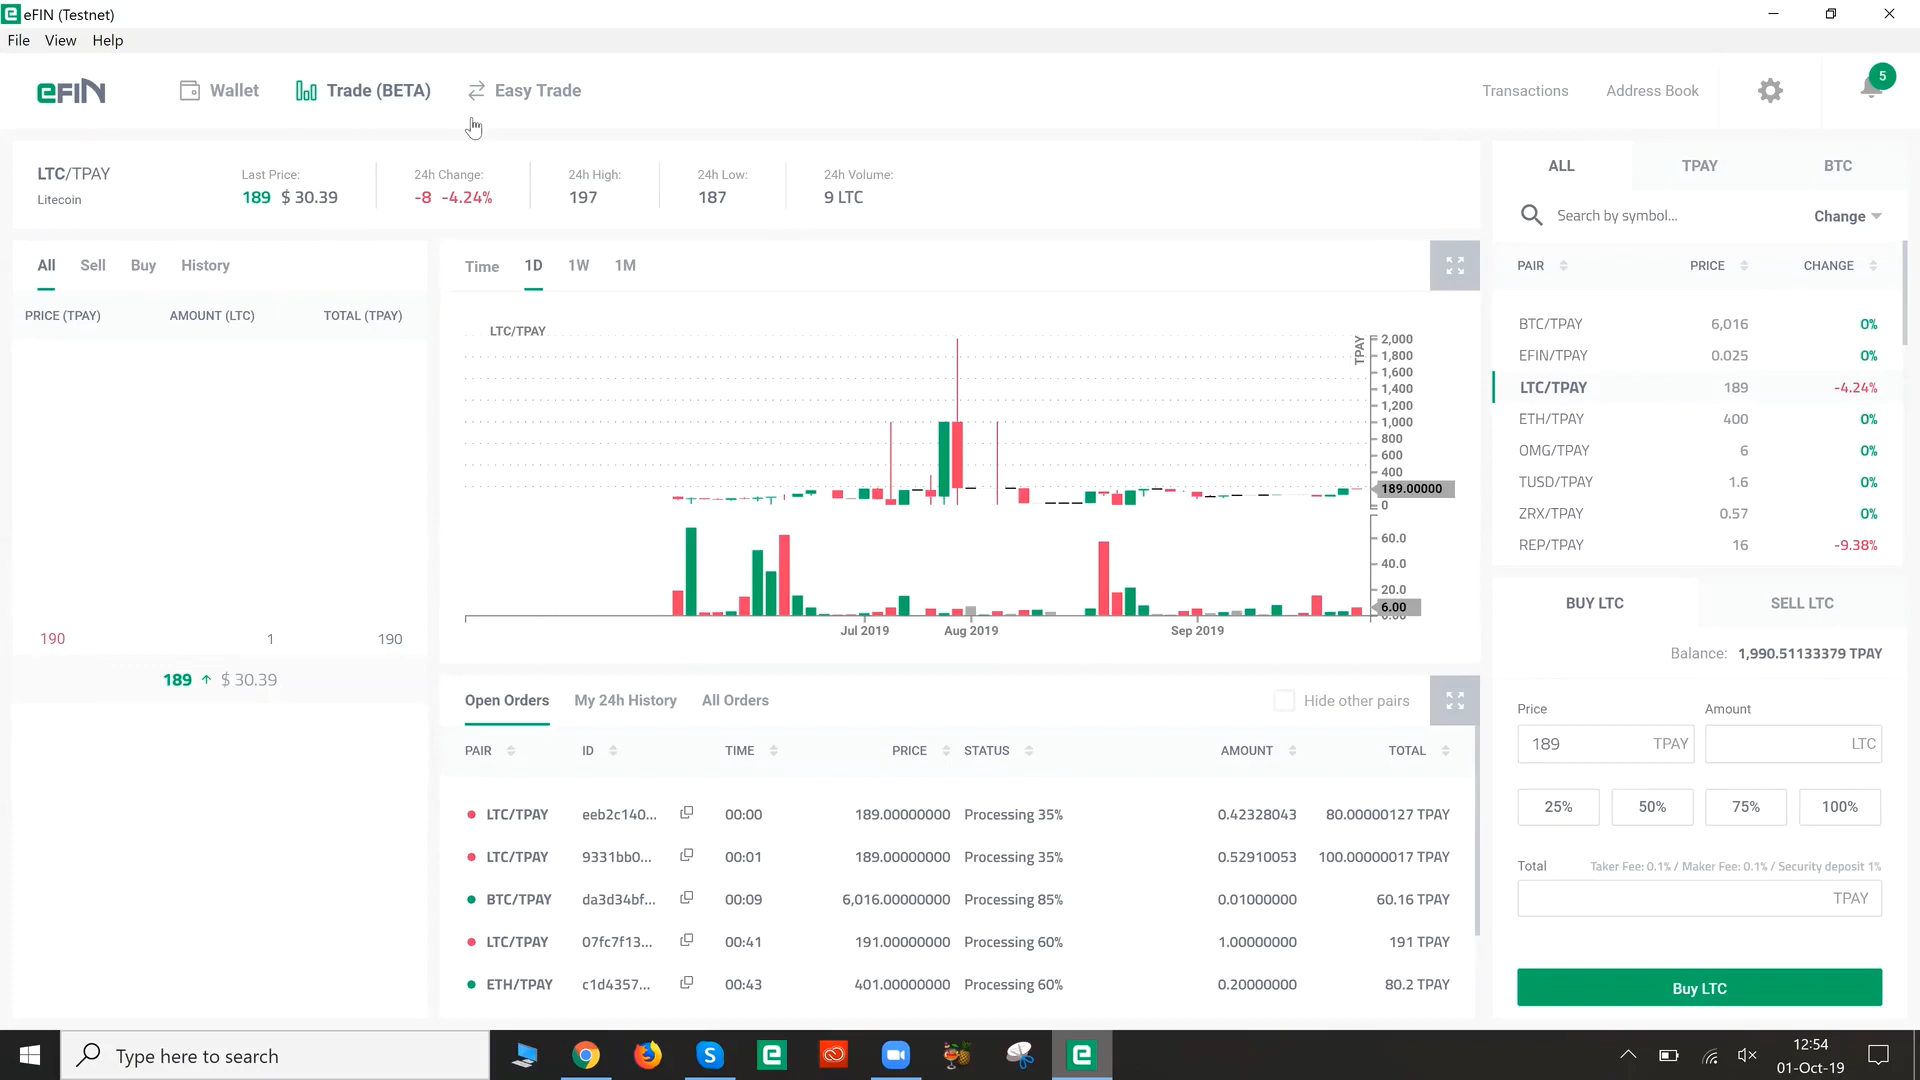 eFIN (Testnet)
File View Help
eFIN Wallet Trade (BETA) Easy Trade Transactions Address Book 5
LTC/TPAY
Litecoin
Last Price:
189 $ 30.39
24h Change:
-8 -4.24%
24h High:
197
24h Low:
187
24h Volume:
9 LTC
All Sell Buy History
PRICE (TPAY) AMOUNT (LTC) TOTAL (TPAY)
190 1 190
189 $ 30.39
Time 1D 1W 1M
LTC/TPAY
TPAY
2,000
1,800
1,600
1,400
1,200
1,000
800
600
400
189.00000
0
60.0
40.0
20.0
6.00
0.00
Jul 2019 Aug 2019 Sep 2019
Open Orders My 24h History All Orders Hide other pairs
PAIR ID TIME PRICE STATUS AMOUNT TOTAL
LTC/TPAY eeb2c140... 00:00 189.00000000 Processing 35% 0.42328043 80.00000127 TPAY
LTC/TPAY 9331bb0... 00:01 189.00000000 Processing 35% 0.52910053 100.00000017 TPAY
BTC/TPAY da3d34bf... 00:09 6,016.00000000 Processing 85% 0.01000000 60.16 TPAY
LTC/TPAY 07fc7f13... 00:41 191.00000000 Processing 60% 1.00000000 191 TPAY
ETH/TPAY c1d4357... 00:43 401.00000000 Processing 60% 0.20000000 80.2 TPAY
ALL TPAY BTC
Search by symbol... Change
PAIR PRICE CHANGE
BTC/TPAY 6,016 0%
EFIN/TPAY 0.025 0%
LTC/TPAY 189 -4.24%
ETH/TPAY 400 0%
OMG/TPAY 6 0%
TUSD/TPAY 1.6 0%
ZRX/TPAY 0.57 0%
REP/TPAY 16 -9.38%
BUY LTC SELL LTC
Balance: 1,990.51133379 TPAY
Price Amount
189 TPAY LTC
25% 50% 75% 100%
Total Taker Fee: 0.1% / Maker Fee: 0.1% / Security deposit 1%
TPAY
Buy LTC
Type here to search
12:54
01-Oct-19